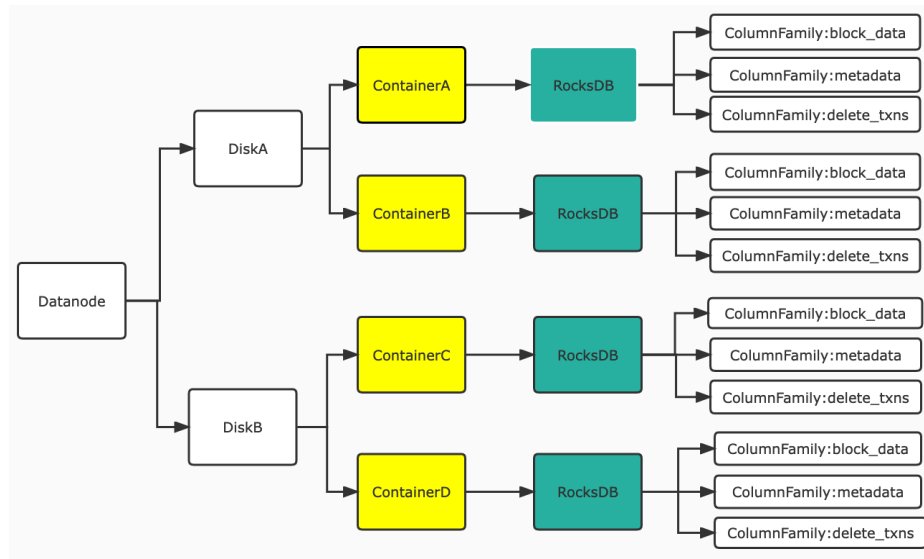 Datanode
DiskA
DiskB
ContainerA
ContainerB
ContainerC
ContainerD
RocksDB
RocksDB
RocksDB
RocksDB
ColumnFamily:block_data
ColumnFamily:metadata
ColumnFamily:delete_txns
ColumnFamily:block_data
ColumnFamily:metadata
ColumnFamily:delete_txns
ColumnFamily:block_data
ColumnFamily:metadata
ColumnFamily:delete_txns
ColumnFamily:block_data
ColumnFamily:metadata
ColumnFamily:delete_txns